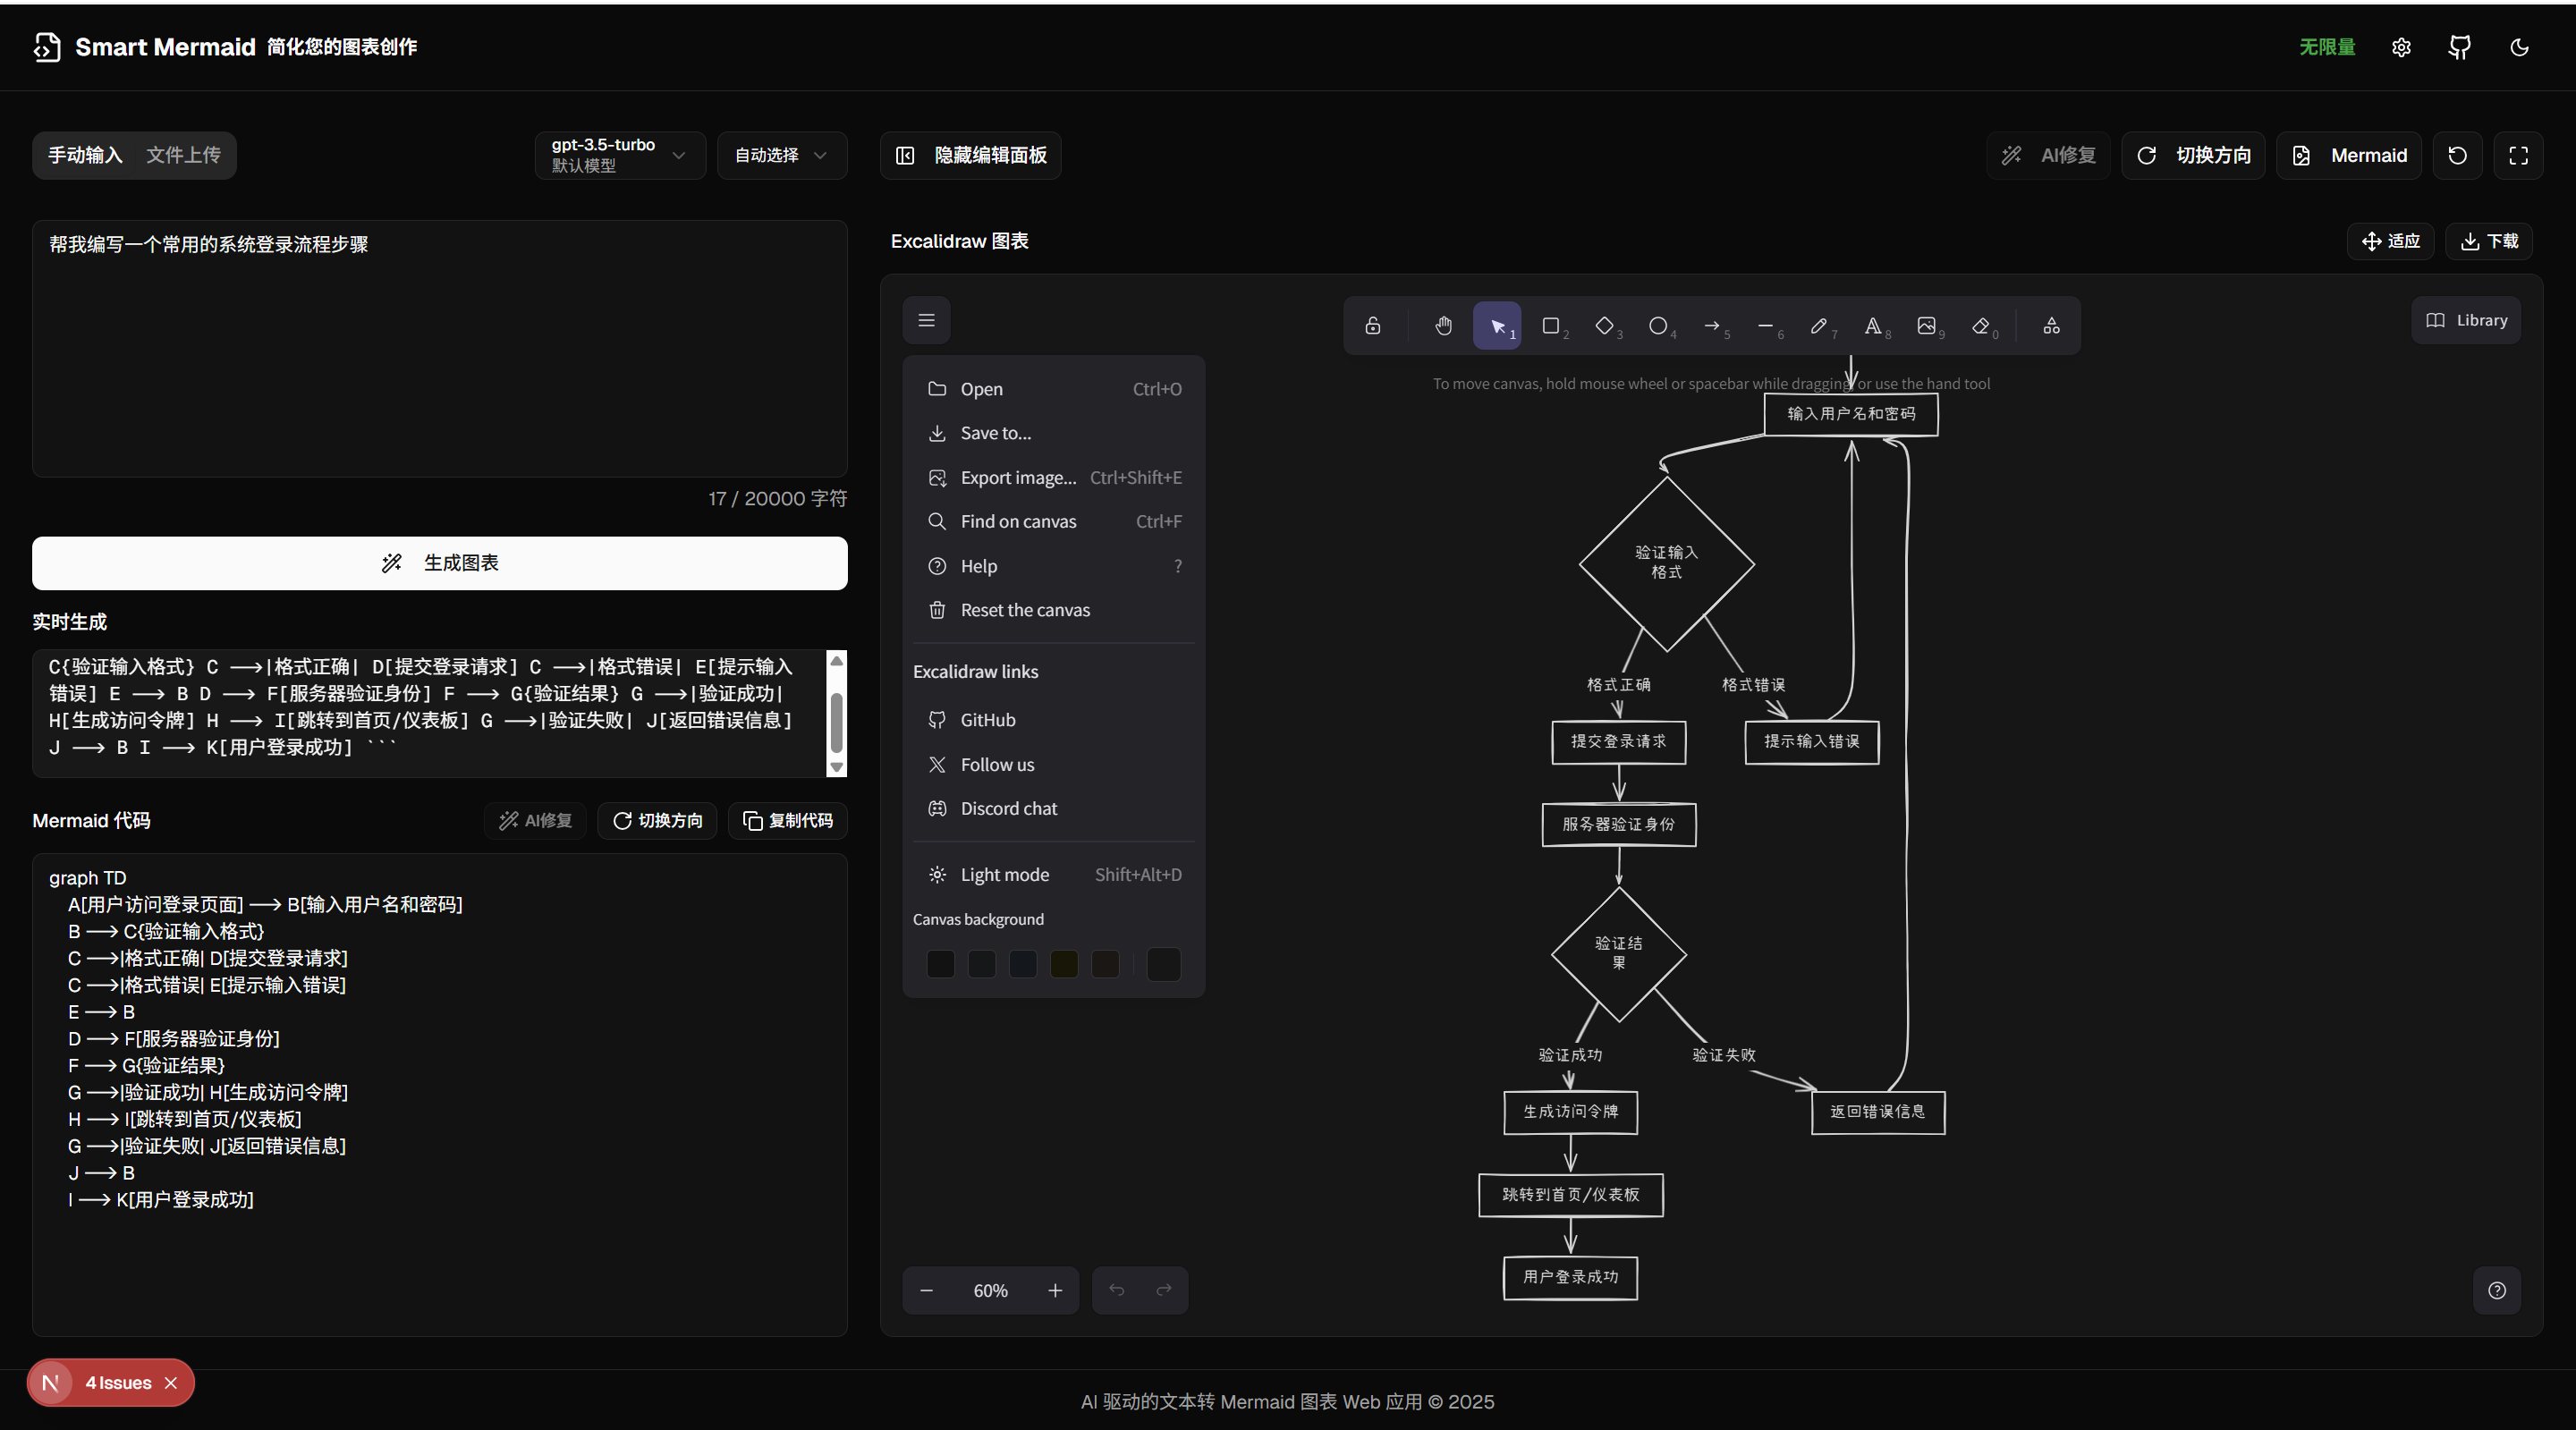 Smart Mermaid 简化您的图表创作
无限量
手动输入 文件上传
gpt-3.5-turbo
默认模型
自动选择
隐藏编辑面板
AI修复
切换方向
Mermaid
帮我编写一个常用的系统登录流程步骤
17 / 20000 字符
生成图表
实时生成
C{验证输入格式} C -->|格式正确| D[提交登录请求] C -->|格式错误| E[提示输入
错误] E --> B D --> F[服务器验证身份] F --> G{验证结果} G -->|验证成功|
H[生成访问令牌] H --> I[跳转到首页/仪表板] G -->|验证失败| J[返回错误信息]
J --> B I --> K[用户登录成功] ```
Mermaid 代码
AI修复
切换方向
复制代码
graph TD
A[用户访问登录页面] --> B[输入用户名和密码]
B --> C{验证输入格式}
C -->|格式正确| D[提交登录请求]
C -->|格式错误| E[提示输入错误]
E --> B
D --> F[服务器验证身份]
F --> G{验证结果}
G -->|验证成功| H[生成访问令牌]
H --> I[跳转到首页/仪表板]
G -->|验证失败| J[返回错误信息]
J --> B
I --> K[用户登录成功]
Excalidraw 图表
适应
下载
1 2 3 4 5 6 7 8 9 0
Library
To move canvas, hold mouse wheel or spacebar while dragging, or use the hand tool
Open Ctrl+O
Save to...
Export image... Ctrl+Shift+E
Find on canvas Ctrl+F
Help ?
Reset the canvas
Excalidraw links
GitHub
Follow us
Discord chat
Light mode Shift+Alt+D
Canvas background
输入用户名和密码
验证输入
格式
格式正确
格式错误
提交登录请求
提示输入错误
服务器验证身份
验证结
果
验证成功
验证失败
生成访问令牌
返回错误信息
跳转到首页/仪表板
用户登录成功
60%
N 4 Issues
AI 驱动的文本转 Mermaid 图表 Web 应用 © 2025